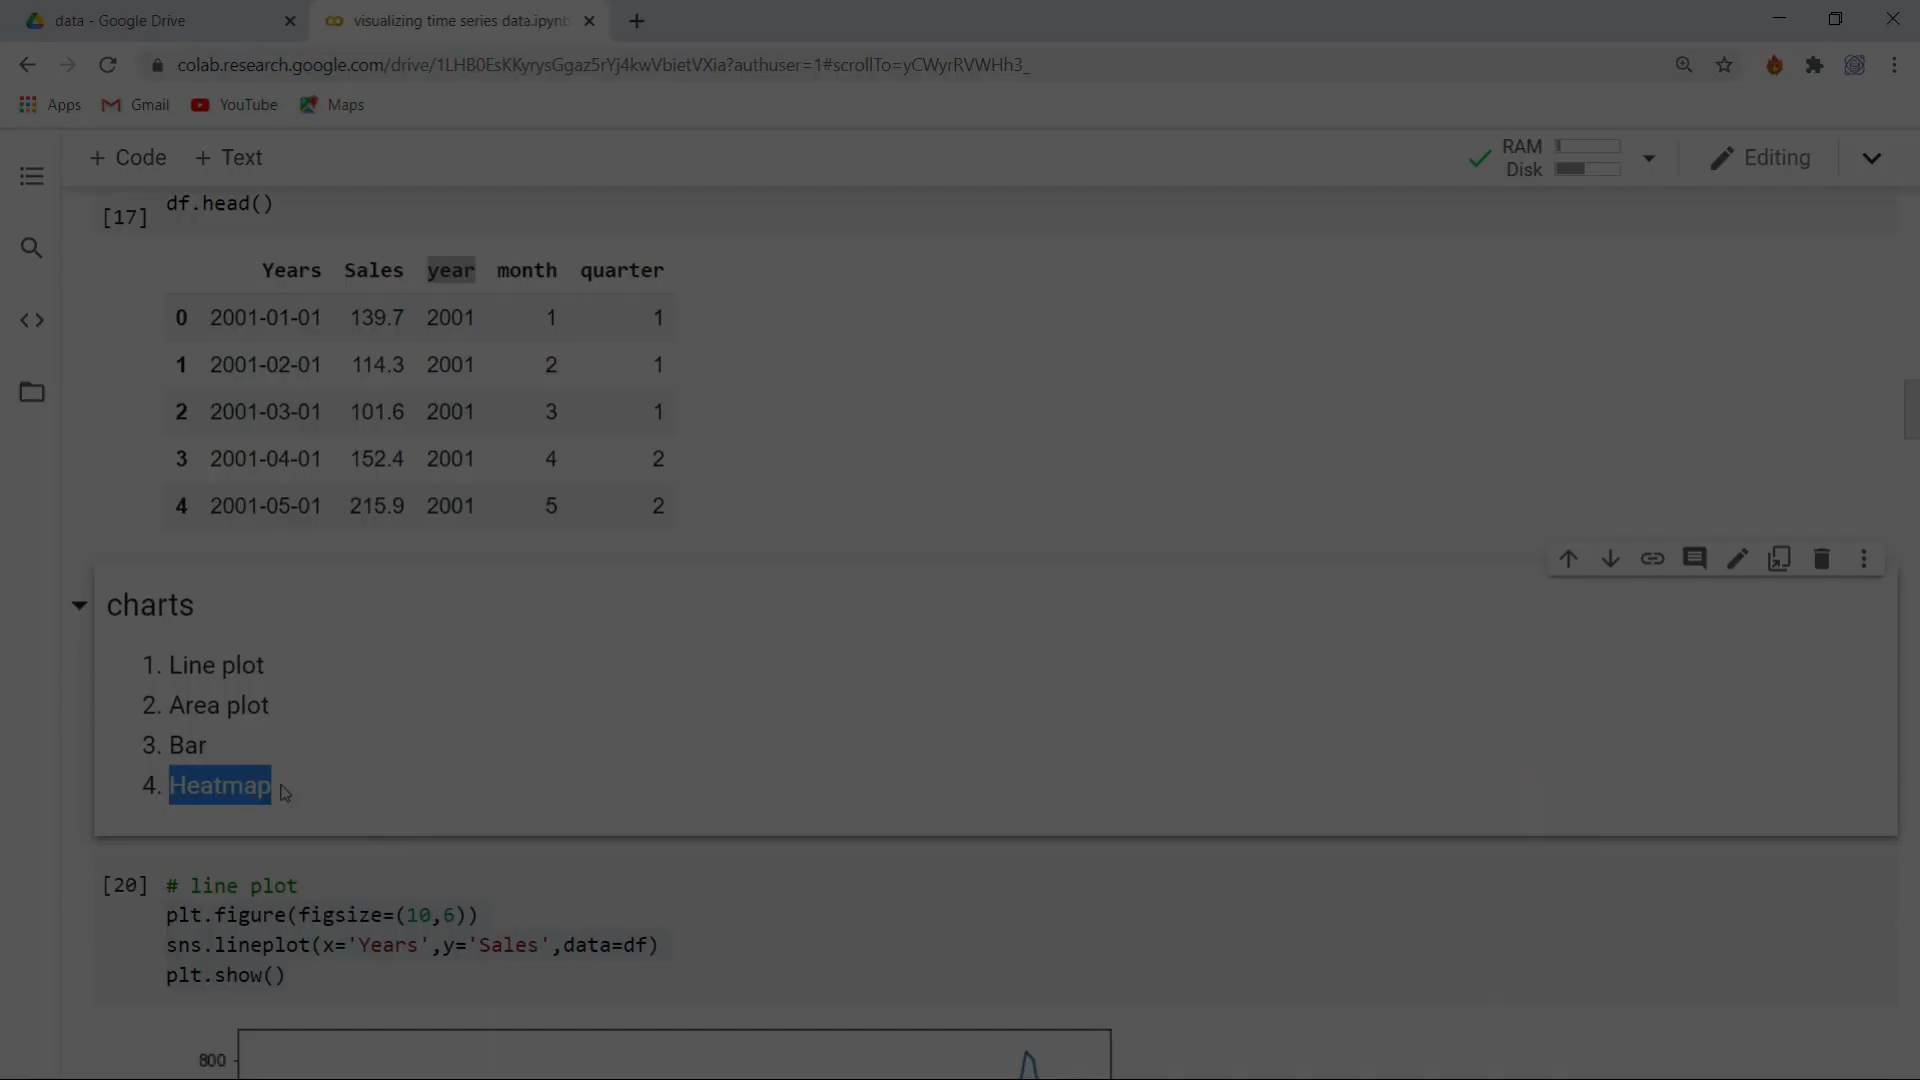 data - Google Drive
visualizing time series data.ipynb
colab.research.google.com/drive/1LHB0EsKKyrysGgaz5rYj4kwVbietVXia?authuser=1#scrollTo=yCWyrRVWHh3_
Apps Gmail YouTube Maps
+ Code + Text RAM Disk Editing
[17] df.head()
Years Sales year month quarter
0 2001-01-01 139.7 2001 1 1
1 2001-02-01 114.3 2001 2 1
2 2001-03-01 101.6 2001 3 1
3 2001-04-01 152.4 2001 4 2
4 2001-05-01 215.9 2001 5 2
charts
1. Line plot
2. Area plot
3. Bar
4. Heatmap
[20] # line plot
plt.figure(figsize=(10,6))
sns.lineplot(x='Years',y='Sales',data=df)
plt.show()
800